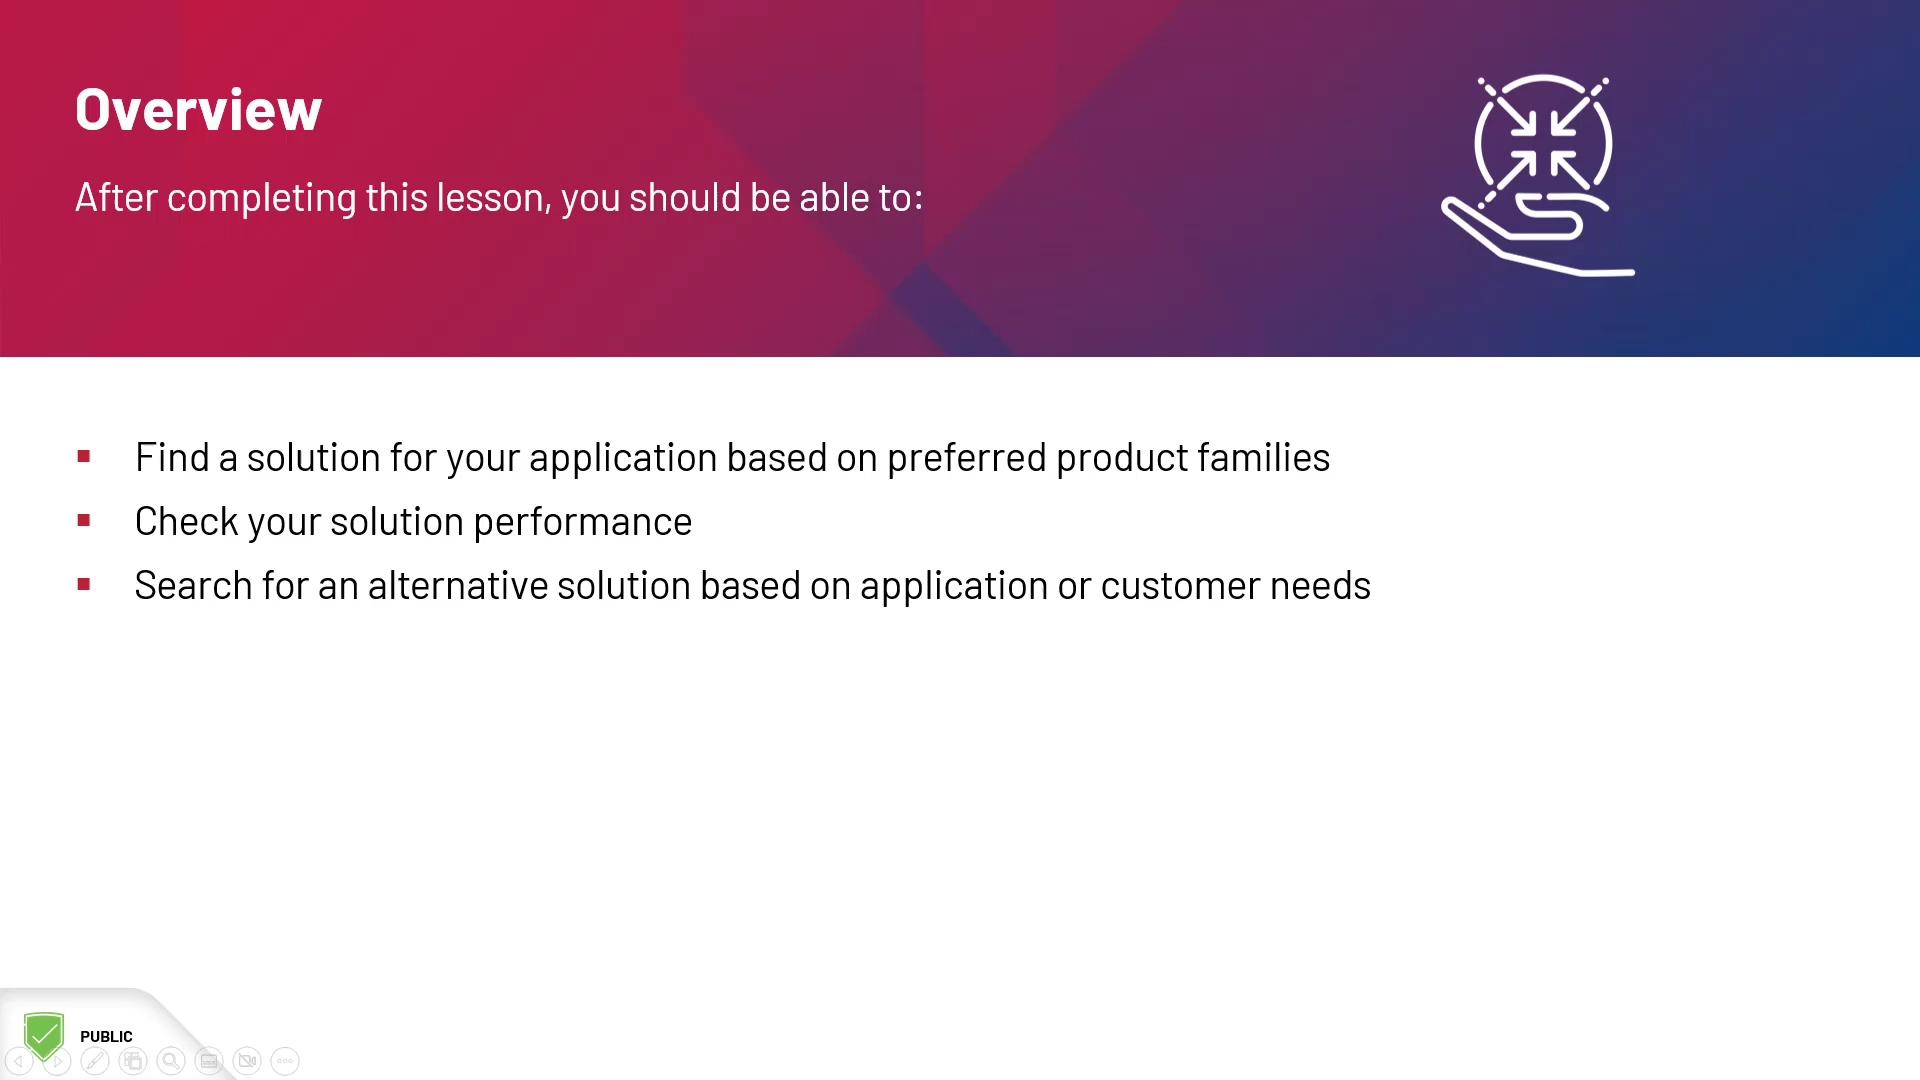 Overview
After completing this lesson, you should be able to:
▪ Find a solution for your application based on preferred product families
▪ Check your solution performance
▪ Search for an alternative solution based on application or customer needs
PUBLIC